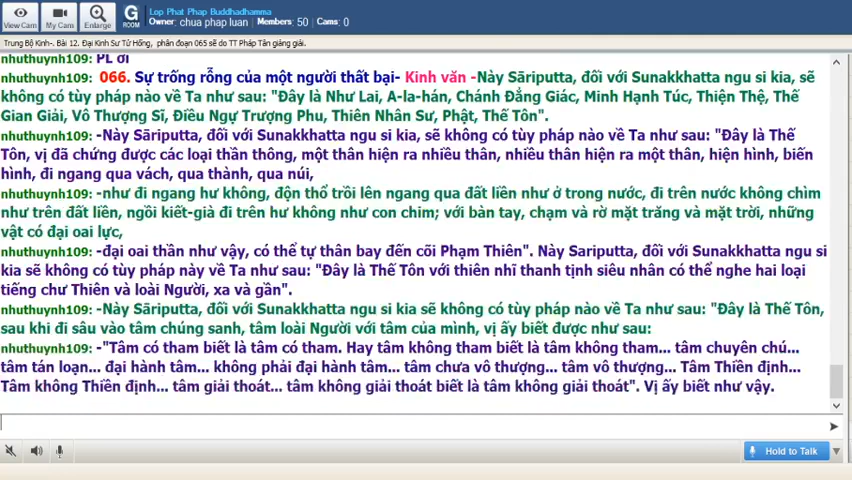 Lop Phat Phap Buddhadhamma
Owner: chua phap luan | Members: 50 | Cams: 0
View Cam
My Cam
Enlarge
G
ROOM
Trung Bộ Kinh-. Bài 12. Đại Kinh Sư Tử Hống, phân đoạn 065 sẽ do TT Pháp Tân giảng giải.
nhuthuynh109: PL ơi
nhuthuynh109: 066. Sự trống rỗng của một người thất bại- Kinh văn -Này Sāriputta, đối với Sunakkhatta ngu si kia, sẽ
không có tùy pháp nào về Ta như sau: "Đây là Như Lai, A-la-hán, Chánh Đẳng Giác, Minh Hạnh Túc, Thiện Thệ, Thế
Gian Giải, Vô Thượng Sĩ, Điều Ngự Trượng Phu, Thiên Nhân Sư, Phật, Thế Tôn".
nhuthuynh109: -Này Sāriputta, đối với Sunakkhatta ngu si kia, sẽ không có tùy pháp nào về Ta như sau: "Đây là Thế
Tôn, vị đã chứng được các loại thần thông, một thân hiện ra nhiều thân, nhiều thân hiện ra một thân, hiện hình, biến
hình, đi ngang qua vách, qua thành, qua núi,
nhuthuynh109: -như đi ngang hư không, độn thổ trồi lên ngang qua đất liền như ở trong nước, đi trên nước không chìm
như trên đất liền, ngồi kiết-già đi trên hư không như con chim; với bàn tay, chạm và rờ mặt trăng và mặt trời, những
vật có đại oai lực,
nhuthuynh109: -đại oai thần như vậy, có thể tự thân bay đến cõi Phạm Thiên". Này Sariputta, đối với Sunakkhatta ngu si
kia sẽ không có tùy pháp này về Ta như sau: "Đây là Thế Tôn với thiên nhĩ thanh tịnh siêu nhân có thể nghe hai loại
tiếng chư Thiên và loài Người, xa và gần".
nhuthuynh109: -Này Sāriputta, đối với Sunakkhatta ngu si kia sẽ không có tùy pháp nào về Ta như sau: "Đây là Thế Tôn,
sau khi đi sâu vào tâm chúng sanh, tâm loài Người với tâm của mình, vị ấy biết được như sau:
nhuthuynh109: -"Tâm có tham biết là tâm có tham. Hay tâm không tham biết là tâm không tham... tâm chuyên chú...
tâm tán loạn... đại hành tâm... không phải đại hành tâm... tâm chưa vô thượng... tâm vô thượng... Tâm Thiền định...
Tâm không Thiền định... tâm giải thoát... tâm không giải thoát biết là tâm không giải thoát". Vị ấy biết như vậy.
Hold to Talk